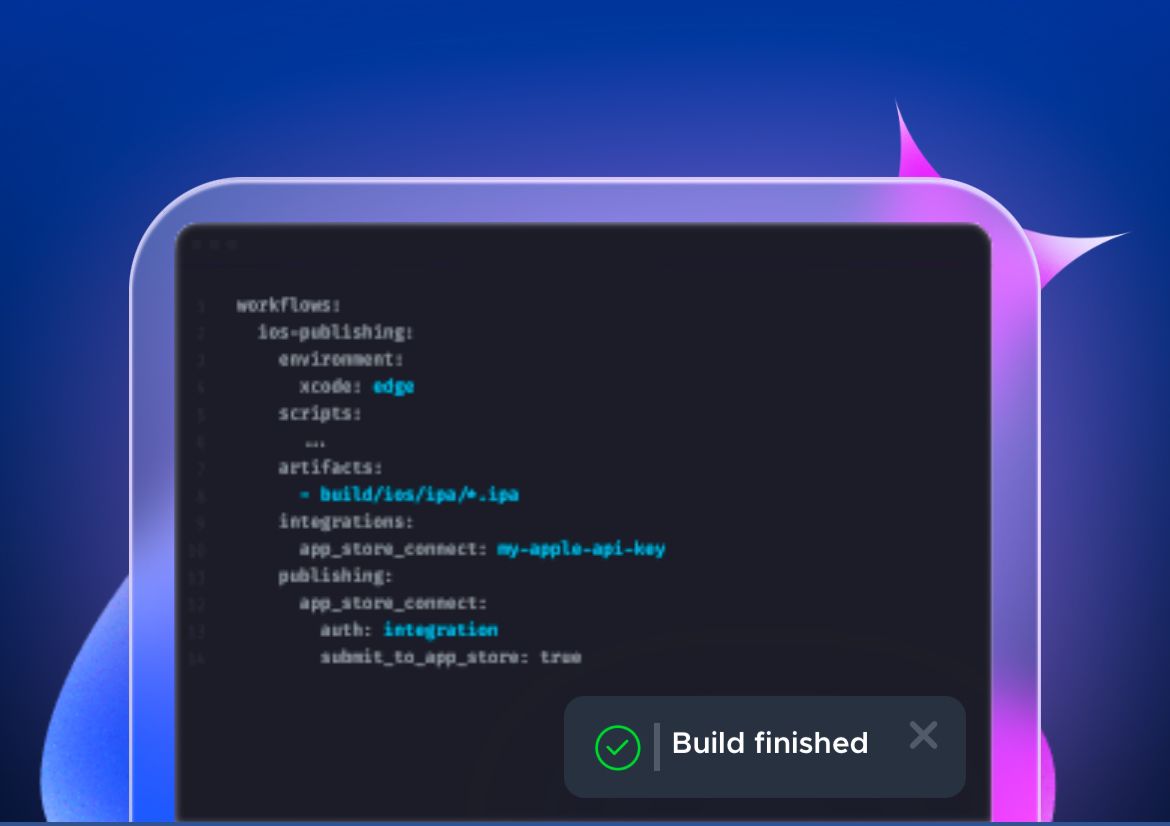 1 workflows:
2 ios-publishing:
3 environment:
4 xcode: edge
5 scripts:
6 ...
7 artifacts:
8 - build/ios/ipa/*.ipa
9 integrations:
10 app_store_connect: my-apple-api-key
11 publishing:
12 app_store_connect:
13 auth: integration
14 submit_to_app_store: true
Build finished